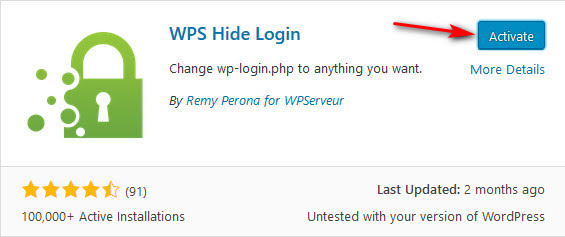 WPS Hide Login
Activate
Change wp-login.php to anything you want.
More Details
By Remy Perona for WPServeur
(91)
Last Updated: 2 months ago
100,000+ Active Installations
Untested with your version of WordPress